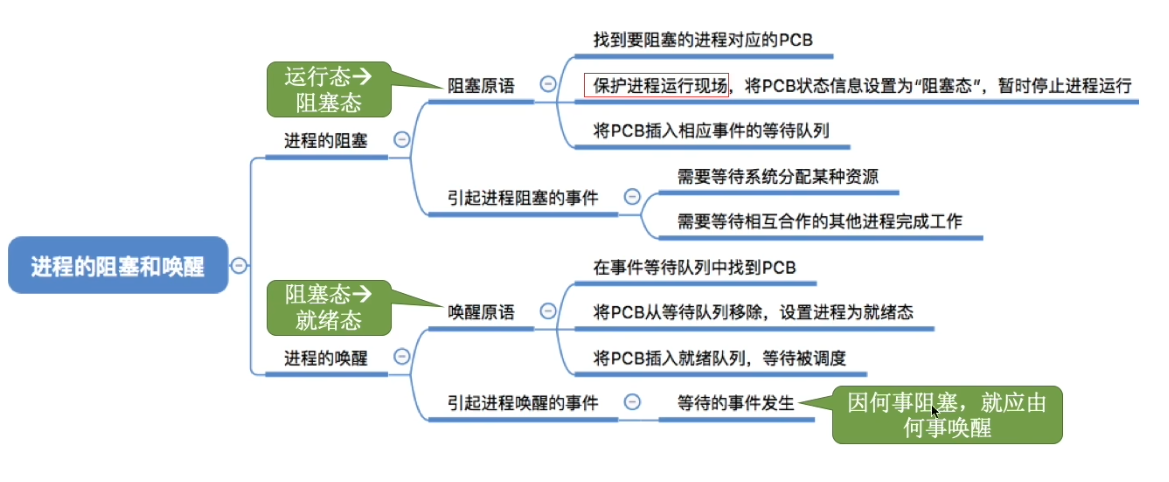 找到要阻塞的进程对应的PCB
运行态→
阻塞态
阻塞原语
保护进程运行现场，将PCB状态信息设置为“阻塞态”，暂时停止进程运行
进程的阻塞
将PCB插入相应事件的等待队列
需要等待系统分配某种资源
引起进程阻塞的事件
需要等待相互合作的其他进程完成工作
进程的阻塞和唤醒
在事件等待队列中找到PCB
阻塞态→
就绪态
唤醒原语
将PCB从等待队列移除，设置进程为就绪态
进程的唤醒
将PCB插入就绪队列，等待被调度
引起进程唤醒的事件
等待的事件发生
因何事阻塞，就应由
何事唤醒